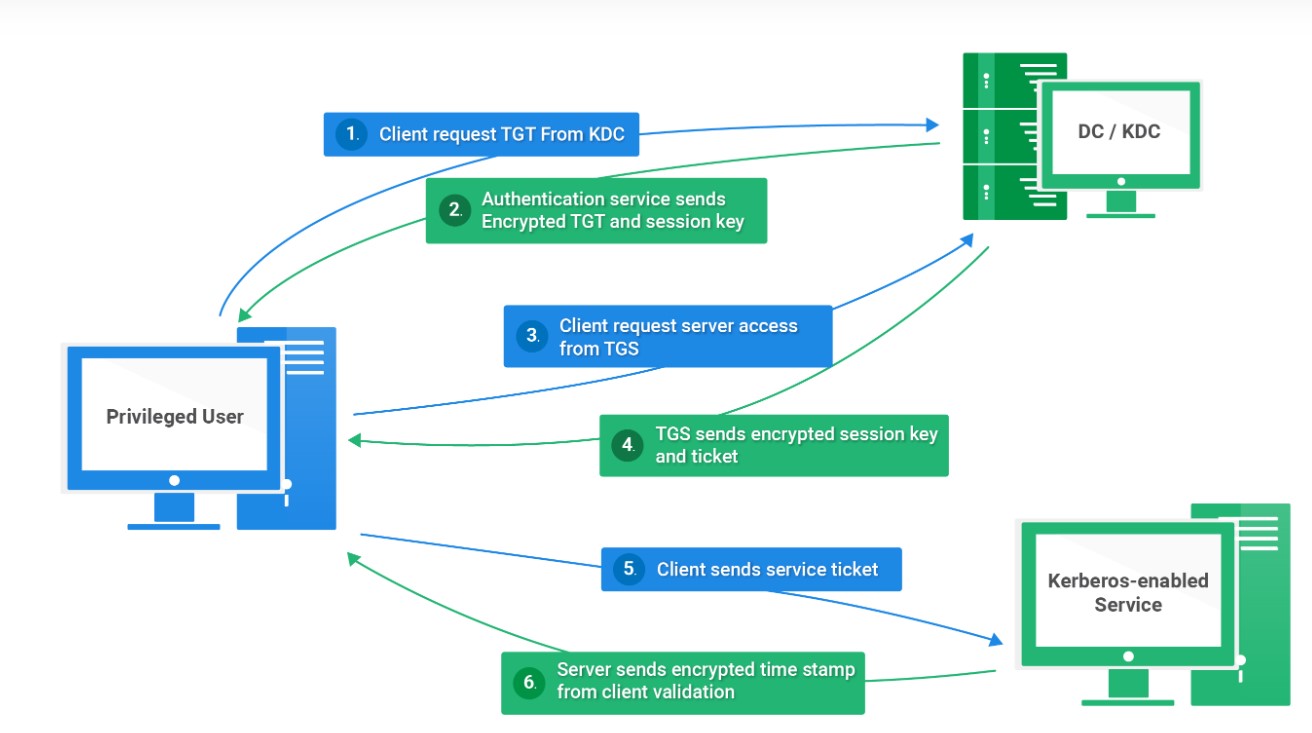 1. Client request TGT From KDC
DC / KDC
2. Authentication service sends
Encrypted TGT and session key
3. Client request server access
from TGS
Privileged User
4. TGS sends encrypted session key
and ticket
5. Client sends service ticket
Kerberos-enabled
Service
6. Server sends encrypted time stamp
from client validation